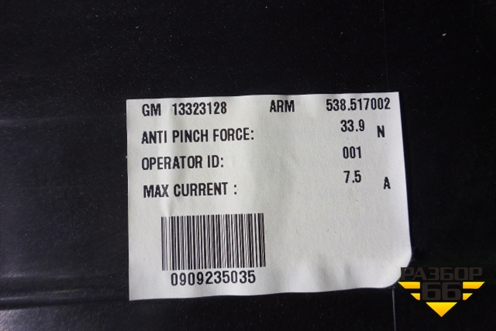 GM 13323128 ARM 538.517002
ANTI PINCH FORCE: 33.9 N
OPERATOR ID: 001
MAX CURRENT : 7.5 A
0909235035
РАЗБОР
66